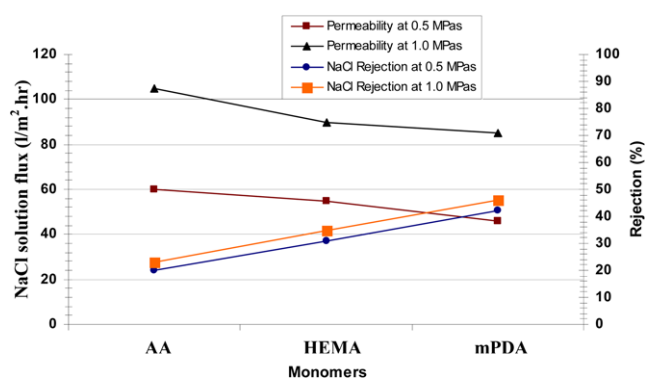 Permeability at 0.5 MPas
Permeability at 1.0 MPas
NaCl Rejection at 0.5 MPas
NaCl Rejection at 1.0 MPas
NaCl solution flux (l/m².hr)
120
100
80
60
40
20
0
100
90
80
70
60
50
40
30
20
10
0
Rejection (%)
AA HEMA mPDA
Monomers